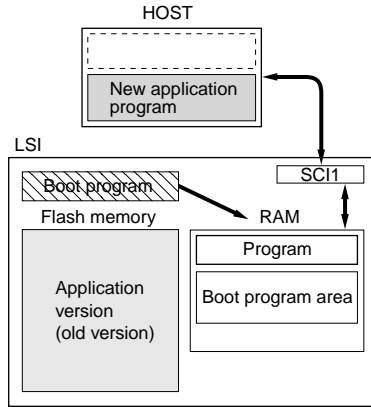 HOST
New application
program
LSI
SCI1
Boot program
Flash memory
RAM
Program
Application
version
(old version)
Boot program area